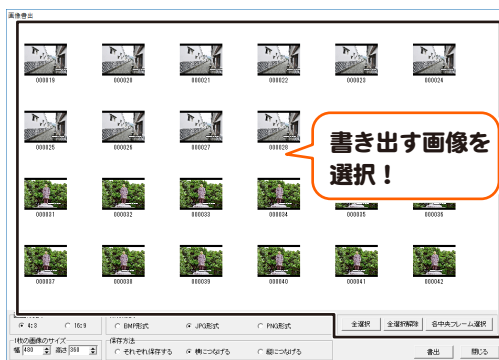 画像書出
000019 000020 000021 000022 000023 000024
000025 000026 000027 000028
書き出す画像を
選択！
000031 000032 000033 000034 000035 000036
000037 000038 000039 000040 000041 000042
4:3 16:9 BMP形式 JPG形式 PNG形式 全選択 全選択解除 各中央フレーム選択
1枚の画像のサイズ 保存方法
幅 480 高さ 360 それぞれ保存する 横につなげる 縦につなげる 書出 閉じる